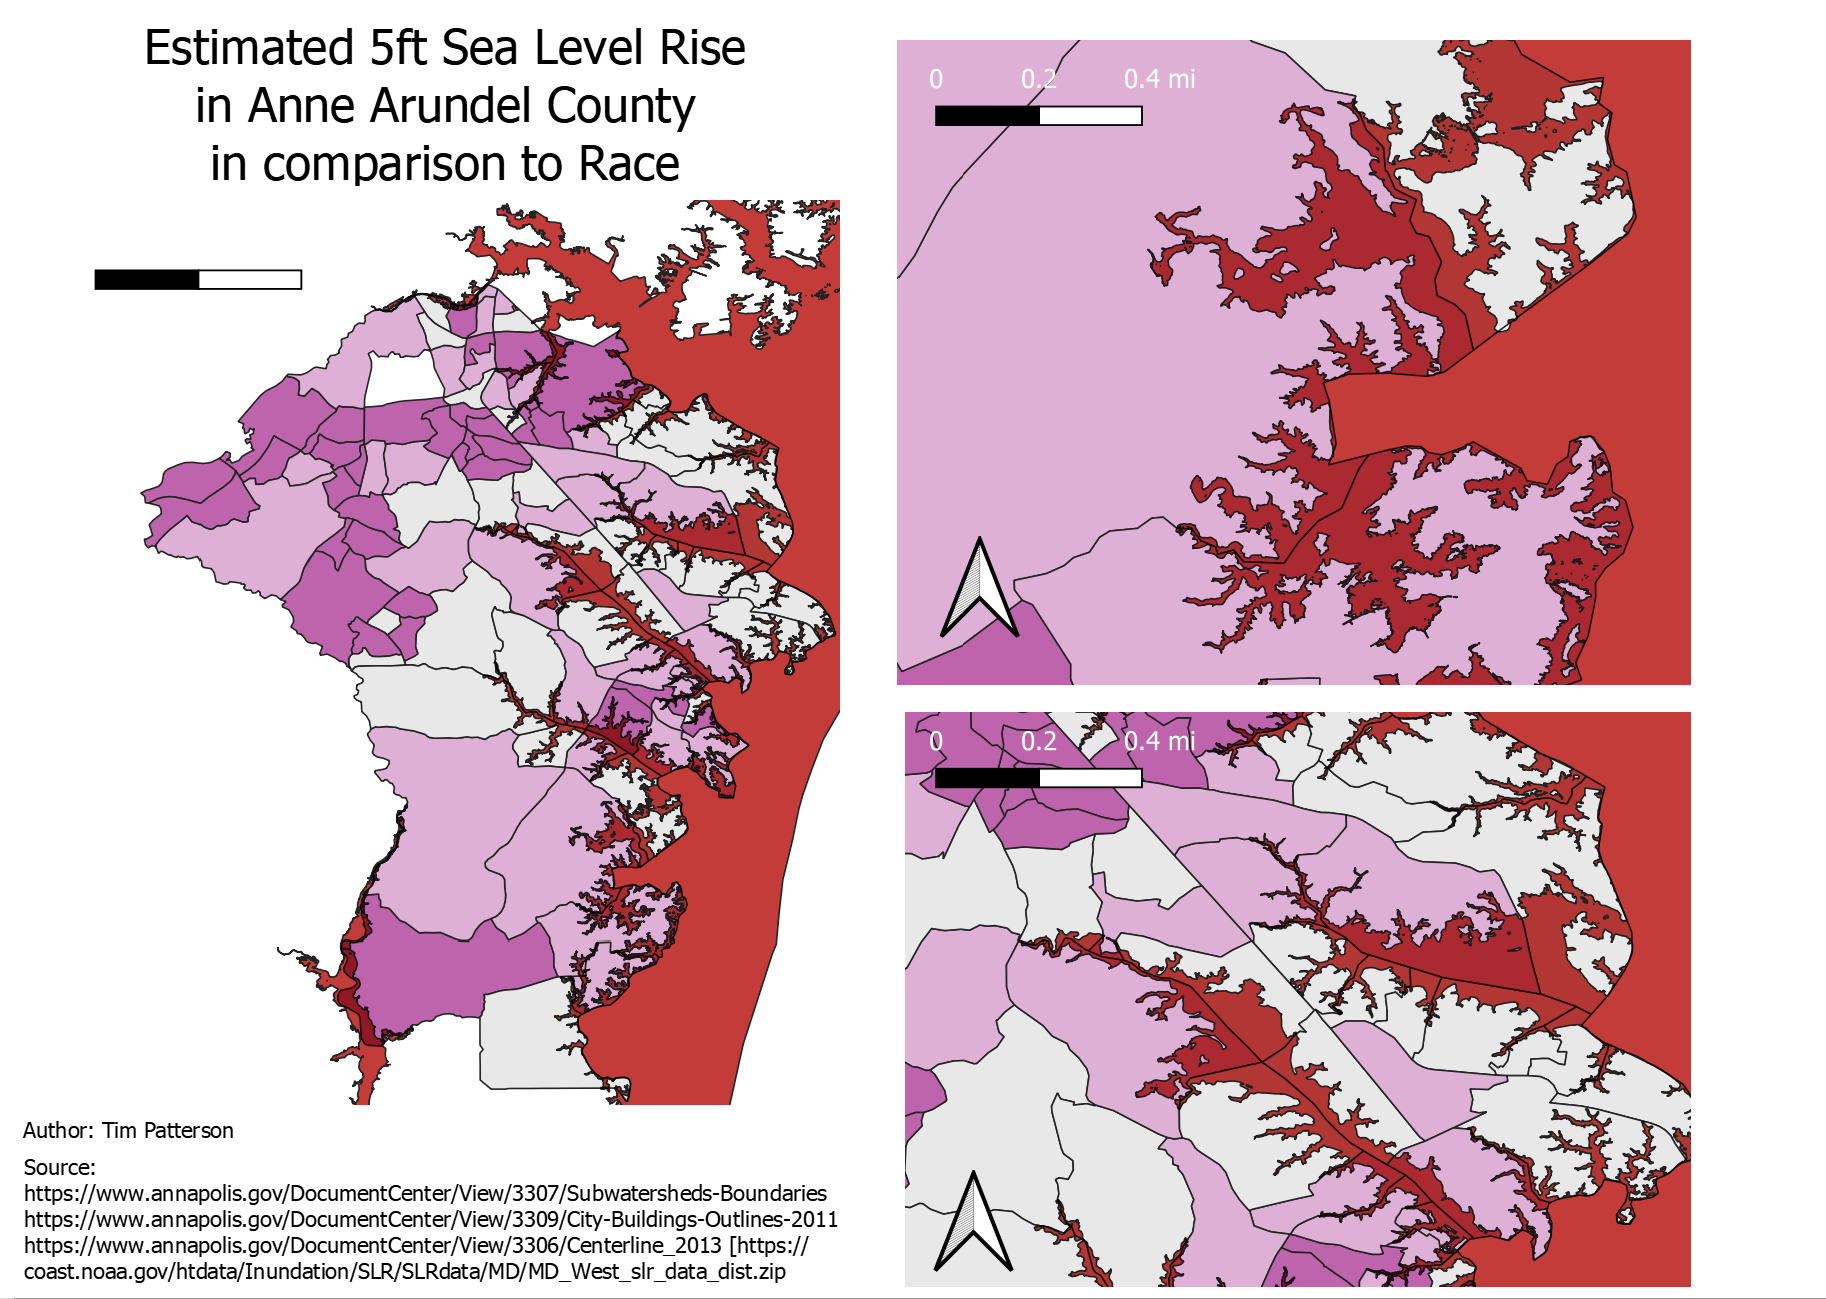 Estimated 5ft Sea Level Rise
in Anne Arundel County
in comparison to Race
0 0.2 0.4 mi
0 0.2 0.4 mi
Author: Tim Patterson
Source:
https://www.annapolis.gov/DocumentCenter/View/3307/Subwatersheds-Boundaries
https://www.annapolis.gov/DocumentCenter/View/3309/City-Buildings-Outlines-2011
https://www.annapolis.gov/DocumentCenter/View/3306/Centerline_2013 [https://
coast.noaa.gov/htdata/Inundation/SLR/SLRdata/MD/MD_West_slr_data_dist.zip